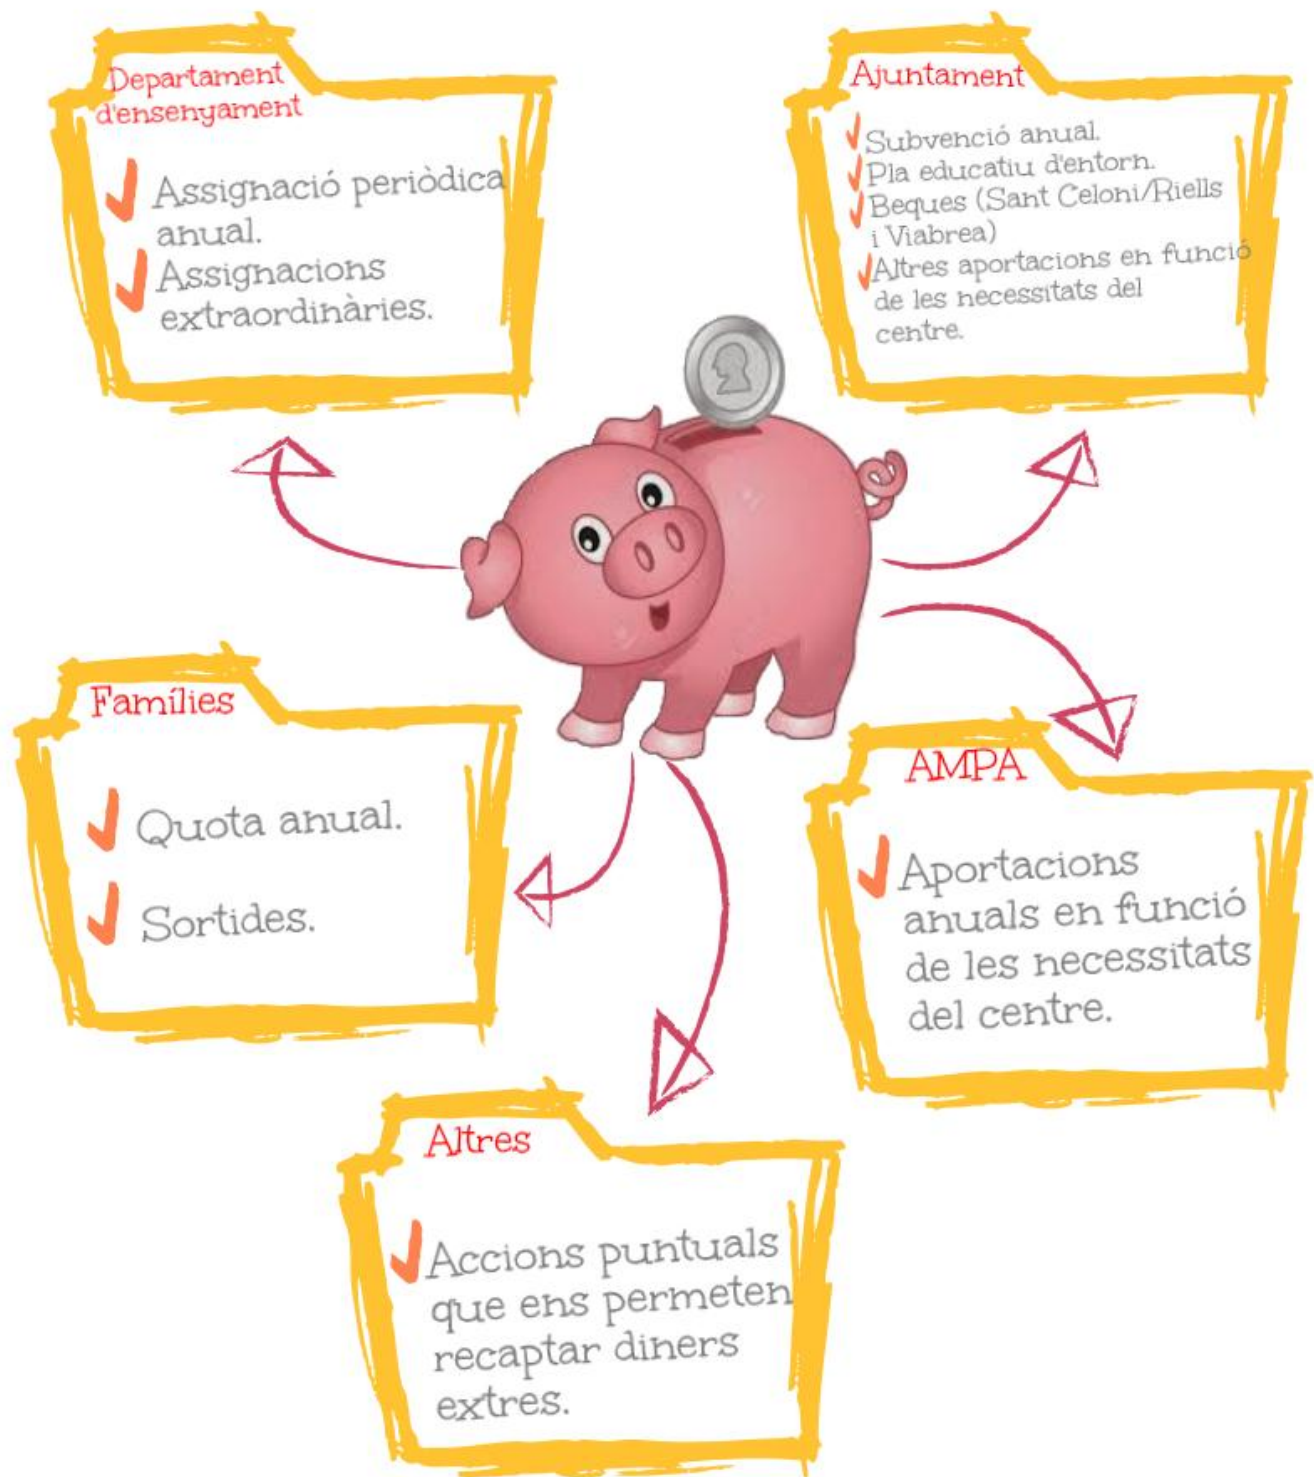 Departament
d'ensenyament
Assignació periòdica
anual.
Assignacions
extraordinàries.
Ajuntament
Subvenció anual.
Pla educatiu d'entorn.
Beques (Sant Celoni/Riells
i Viabrea)
Altres aportacions en funció
de les necessitats del
centre.
Famílies
Quota anual.
Sortides.
AMPA
Aportacions
anuals en funció
de les necessitats
del centre.
Altres
Accions puntuals
que ens permeten
recaptar diners
extres.